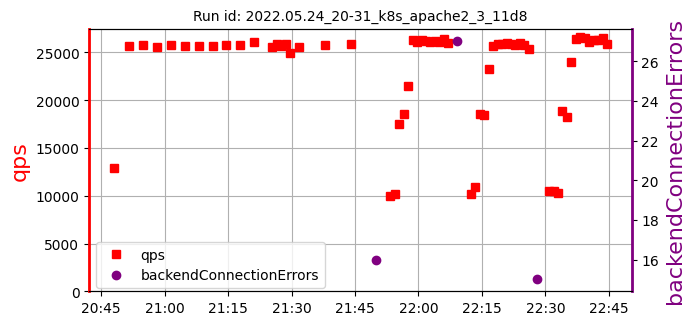 Run id: 2022.05.24_20-31_k8s_apache2_3_11d8
qps
25000
20000
15000
10000
5000
0
26
24
22
20
18
16
backendConnectionErrors
qps
backendConnectionErrors
20:45 21:00 21:15 21:30 21:45 22:00 22:15 22:30 22:45